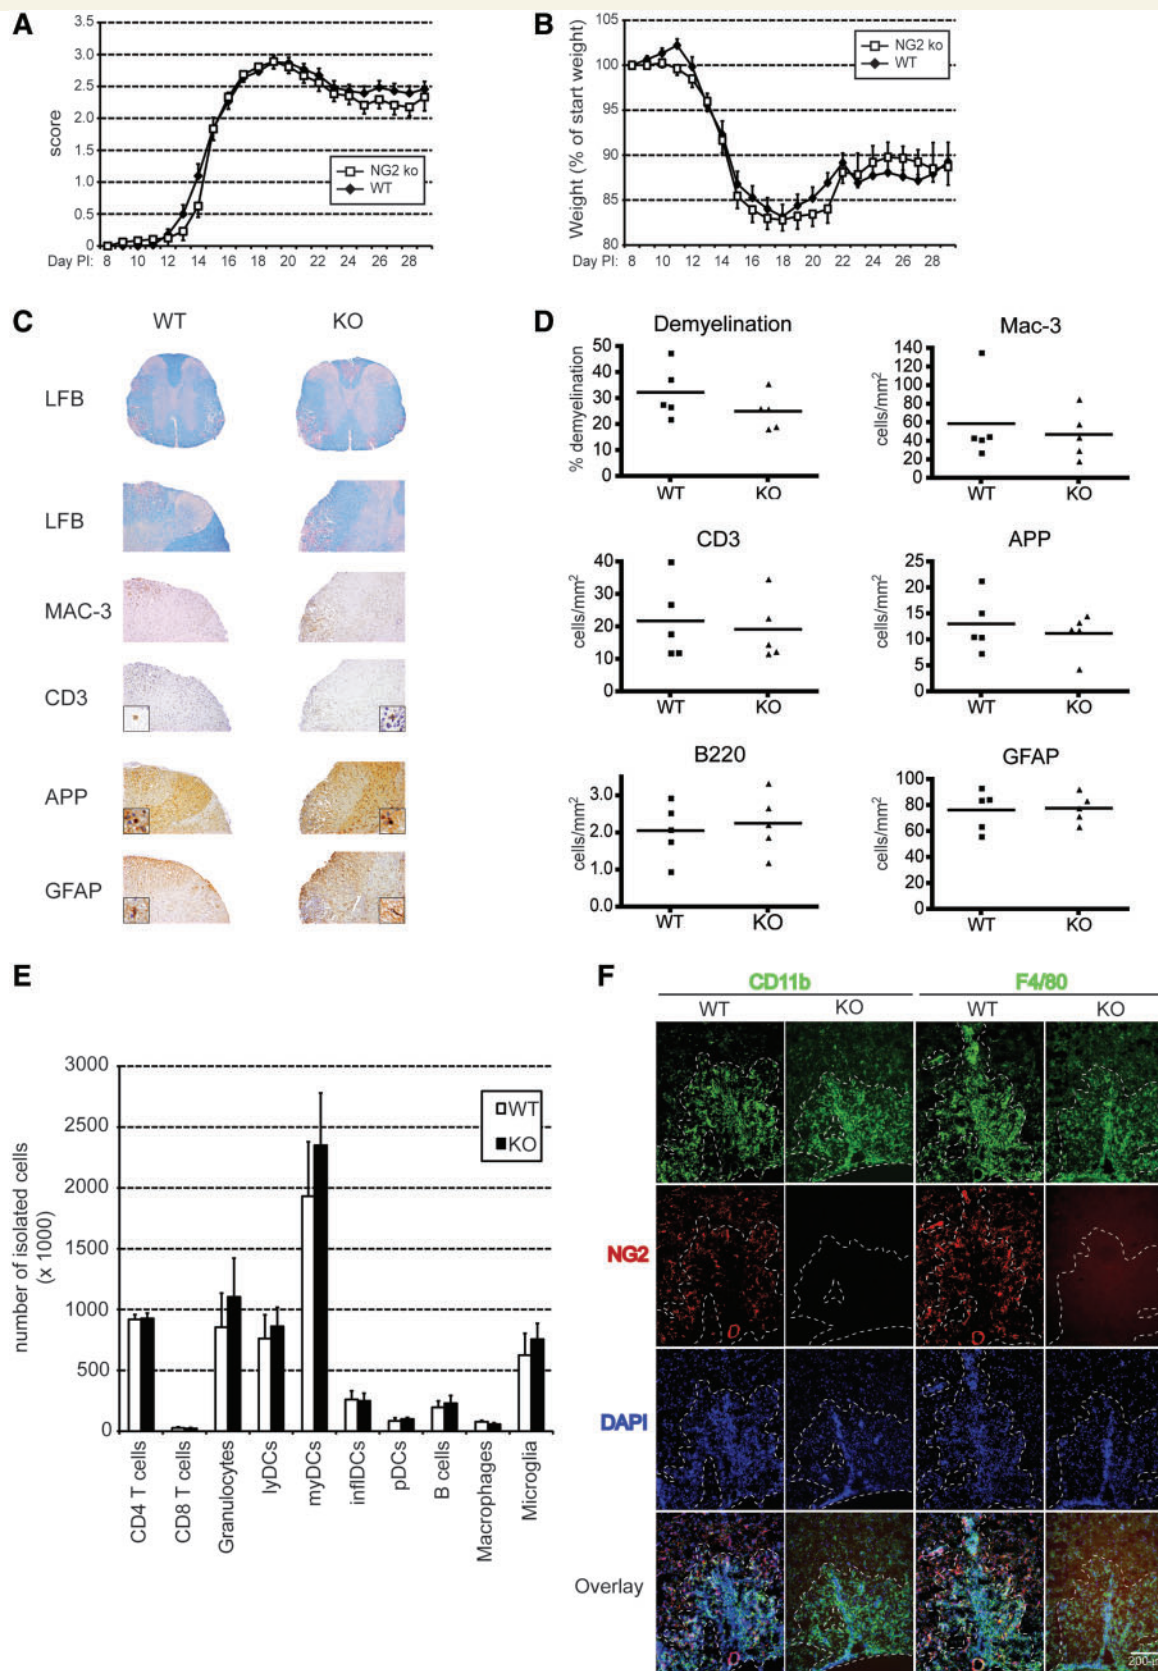 A
3.5
3.0
2.5
2.0
1.5
1.0
0.5
0
score
NG2 ko
WT
Day PI: 8 10 12 14 16 18 20 22 24 26 28
B
105
100
95
90
85
80
Weight (% of start weight)
NG2 ko
WT
Day PI: 8 10 12 14 16 18 20 22 24 26 28
C
WT KO
LFB
LFB
MAC-3
CD3
APP
GFAP
D
Demyelination
50
40
30
20
10
0
% demyelination
WT KO
Mac-3
140
120
100
80
60
40
20
0
cells/mm²
WT KO
CD3
40
30
20
10
0
cells/mm²
WT KO
APP
25
20
15
10
5
0
cells/mm²
WT KO
B220
3.0
2.0
1.0
0.0
cells/mm²
WT KO
GFAP
100
80
60
40
20
0
cells/mm²
WT KO
E
3000
2500
2000
1500
1000
500
0
number of isolated cells
(x 1000)
WT
KO
CD4 T cells
CD8 T cells
Granulocytes
lyDCs
myDCs
inflDCs
pDCs
B cells
Macrophages
Microglia
F
CD11b F4/80
WT KO WT KO
NG2
DAPI
Overlay